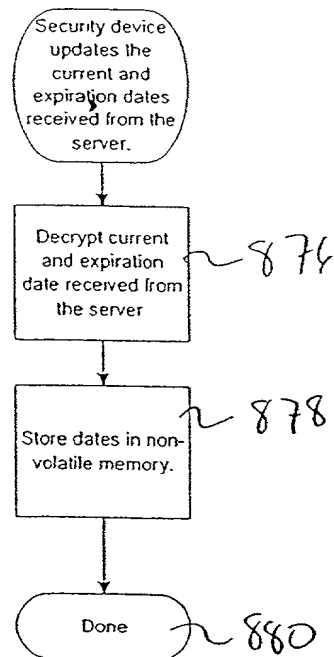 Security device
updates the
current and
expiration dates
received from the
server.
Decrypt current
and expiration
date received from
the server
876
Store dates in non-
volatile memory.
878
Done
880